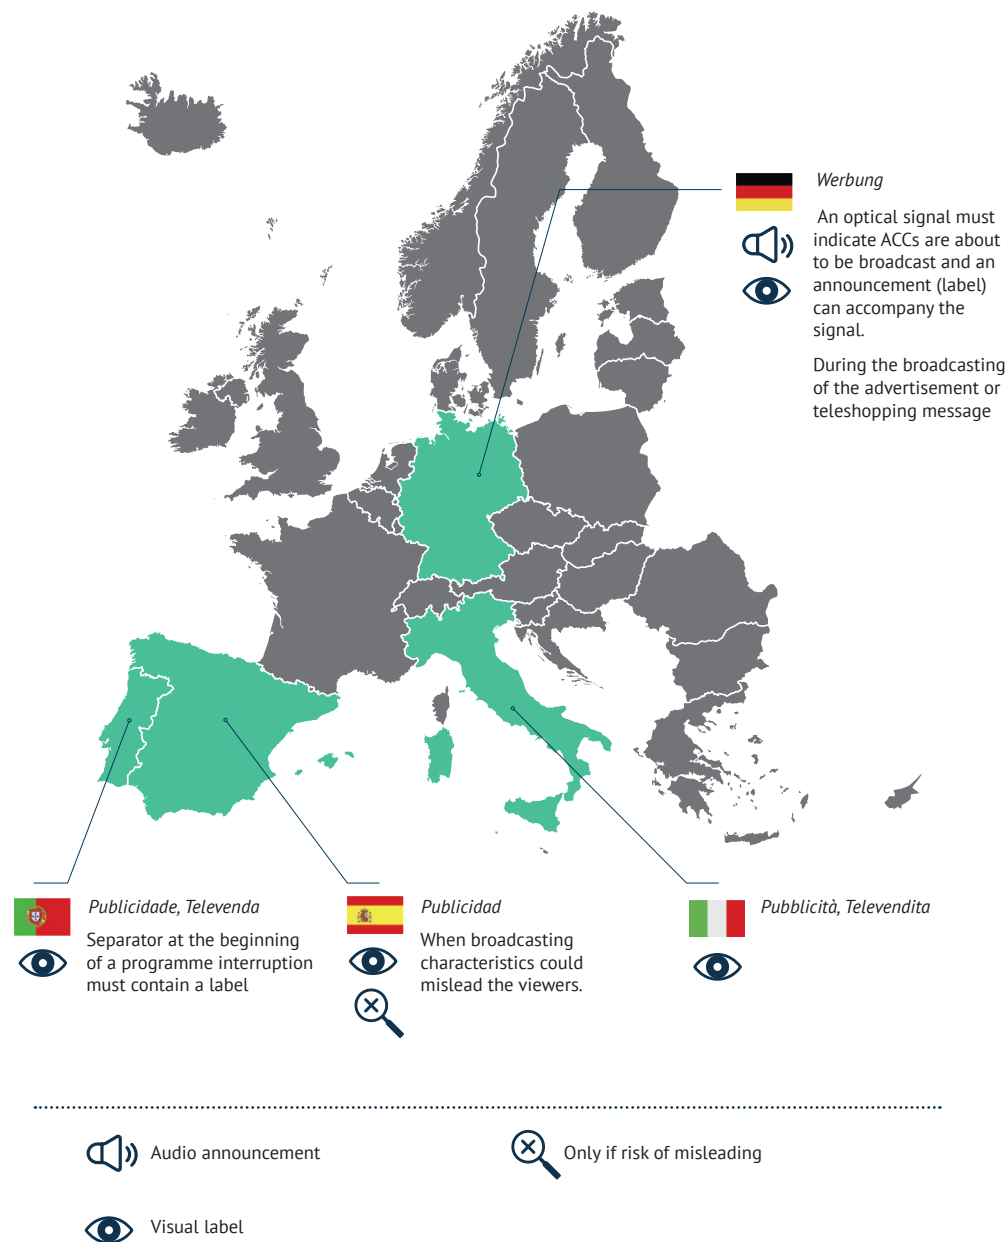 Werbung
An optical signal must
indicate ACCs are about
to be broadcast and an
announcement (label)
can accompany the
signal.
During the broadcasting
of the advertisement or
teleshopping message
Publicidade, Televenda
Separator at the beginning
of a programme interruption
must contain a label
Publicidad
When broadcasting
characteristics could
mislead the viewers.
Pubblicità, Televendita
Audio announcement
Only if risk of misleading
Visual label